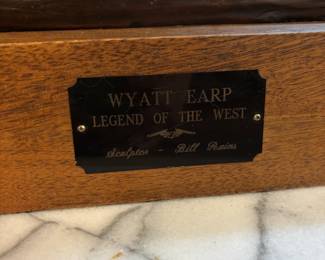 WYATT EARP
LEGEND OF THE WEST
Sculptor - Bill Rains